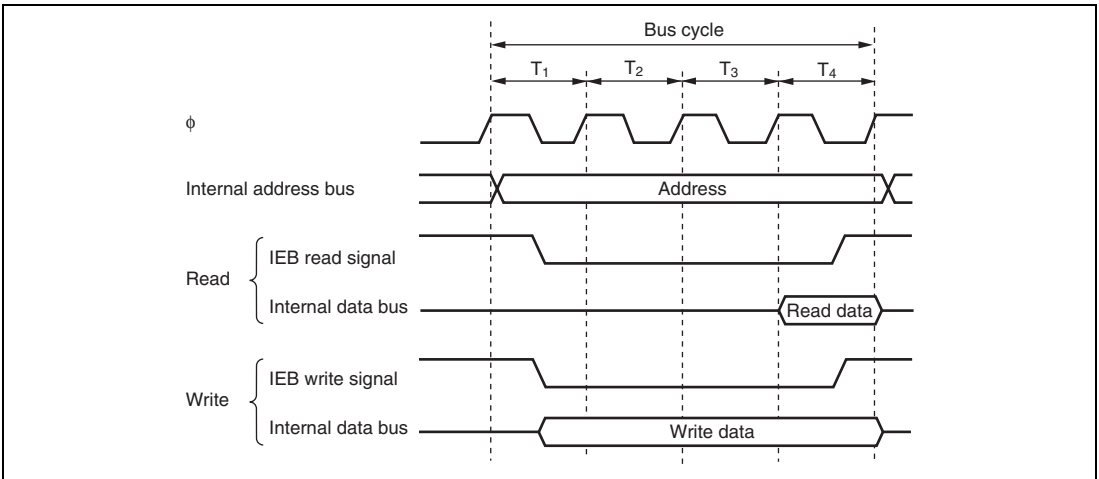 Bus cycle
T1 T2 T3 T4
ϕ
Internal address bus Address
Read
IEB read signal
Internal data bus Read data
Write
IEB write signal
Internal data bus Write data